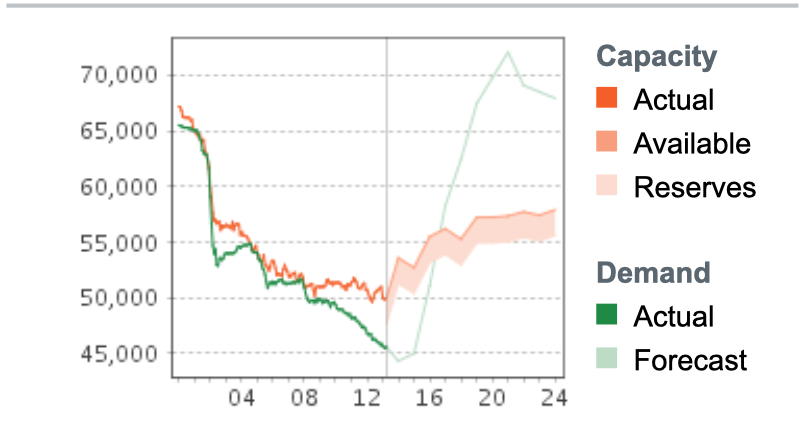 70,000
65,000
60,000
55,000
50,000
45,000
04 08 12 16 20 24
Capacity
Actual
Available
Reserves
Demand
Actual
Forecast